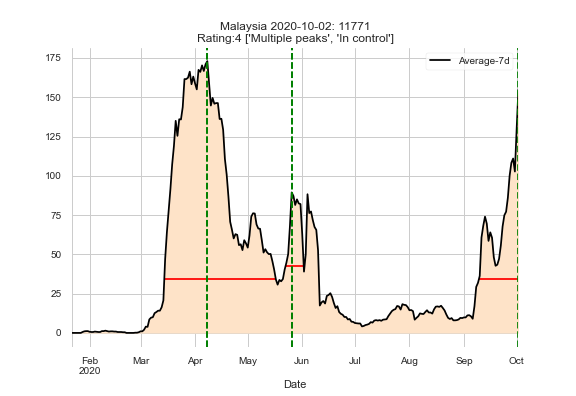 Malaysia 2020-10-02: 11771
Rating:4 ['Multiple peaks', 'In control']
Average-7d
175
150
125
100
75
50
25
0
Feb Mar Apr May Jun Jul Aug Sep Oct
2020
Date